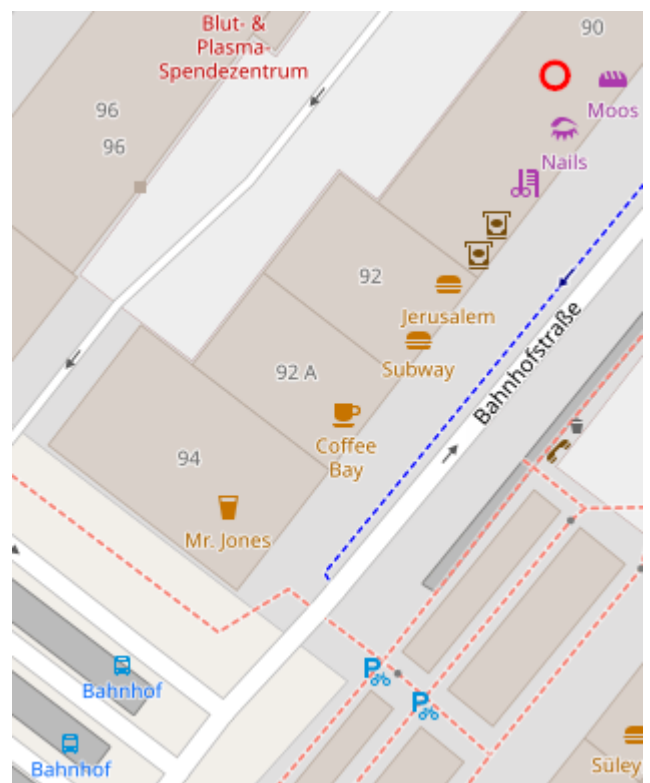 Blut- &
Plasma-
Spendezentrum
90
96
96
Moos
Nails
92
Jerusalem
Subway
Bahnhofstraße
92 A
Coffee
Bay
94
Mr. Jones
P
P
Bahnhof
Bahnhof
Süley